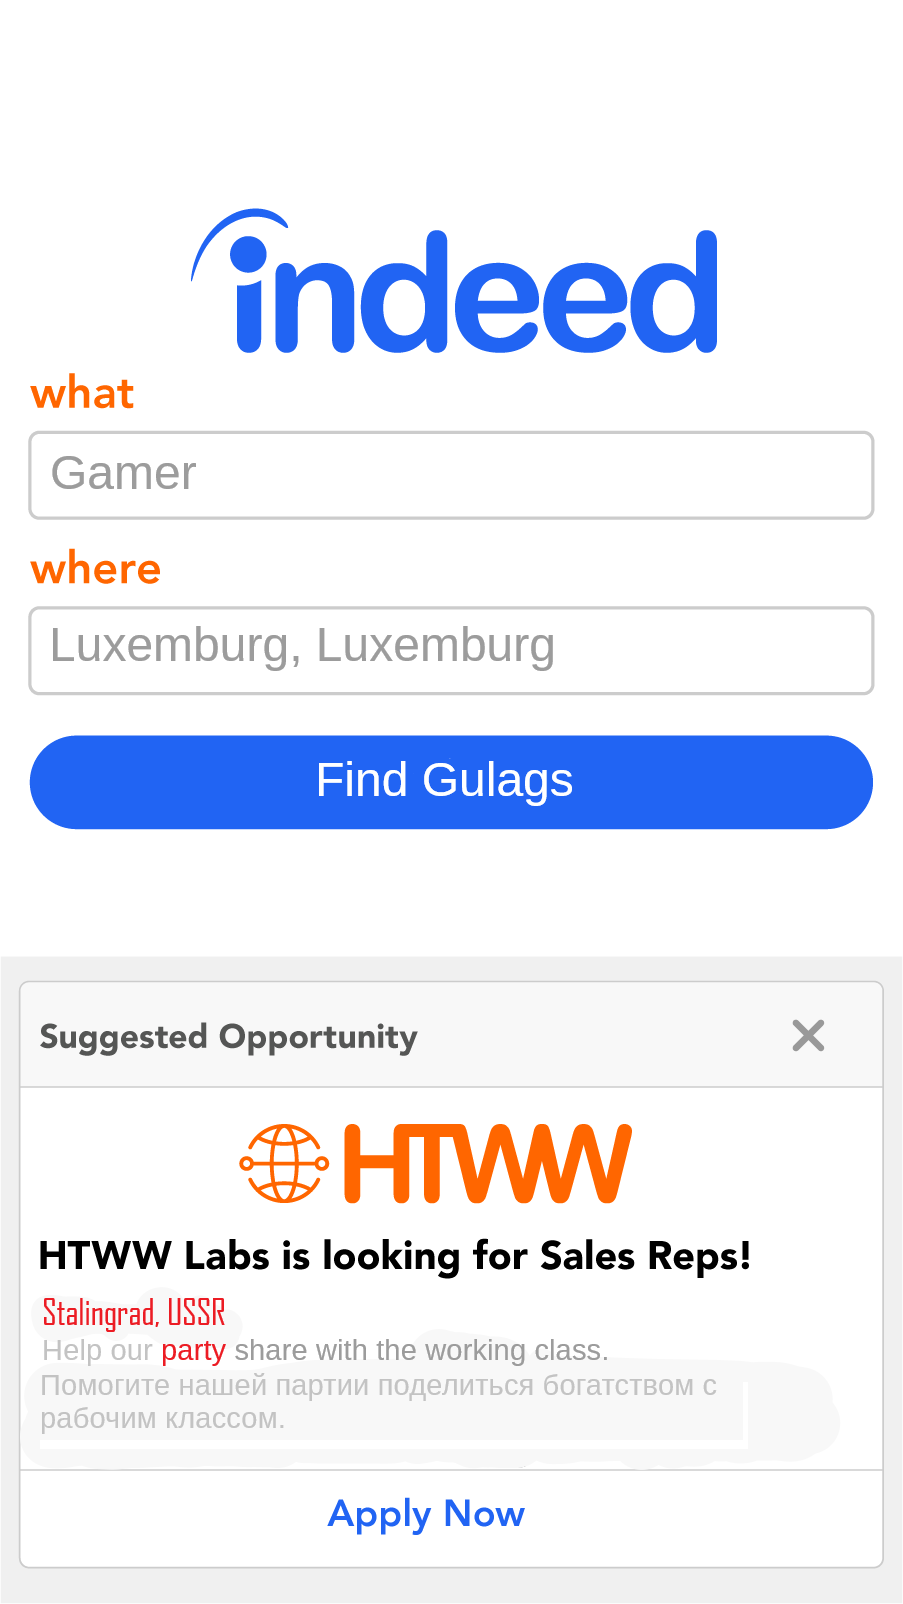 indeed
what
Gamer
where
Luxemburg, Luxemburg
Find Gulags
Suggested Opportunity
HTWW
HTWW Labs is looking for Sales Reps!
Stalingrad, USSR
Help our party share with the working class.
Помогите нашей партии поделиться богатством с
рабочим классом.
Apply Now